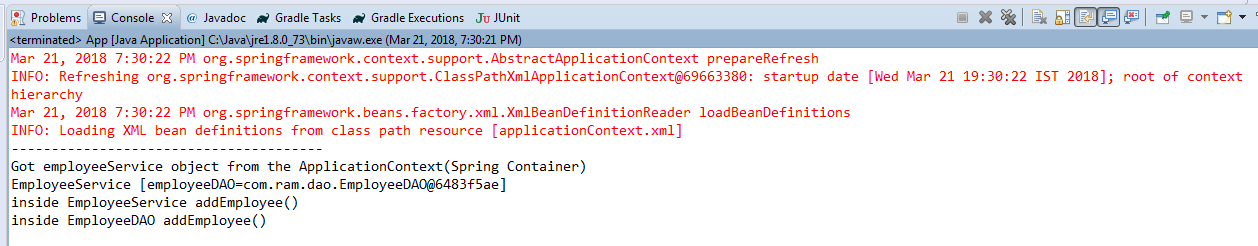 Problems Console Javadoc Gradle Tasks Gradle Executions JUnit
<terminated> App [Java Application] C:\Java\jre1.8.0_73\bin\javaw.exe (Mar 21, 2018, 7:30:21 PM)
Mar 21, 2018 7:30:22 PM org.springframework.context.support.AbstractApplicationContext prepareRefresh
INFO: Refreshing org.springframework.context.support.ClassPathXmlApplicationContext@69663380: startup date [Wed Mar 21 19:30:22 IST 2018]; root of context
hierarchy
Mar 21, 2018 7:30:22 PM org.springframework.beans.factory.xml.XmlBeanDefinitionReader loadBeanDefinitions
INFO: Loading XML bean definitions from class path resource [applicationContext.xml]
---------------------------------------
Got employeeService object from the ApplicationContext(Spring Container)
EmployeeService [employeeDAO=com.ram.dao.EmployeeDAO@6483f5ae]
inside EmployeeService addEmployee()
inside EmployeeDAO addEmployee()